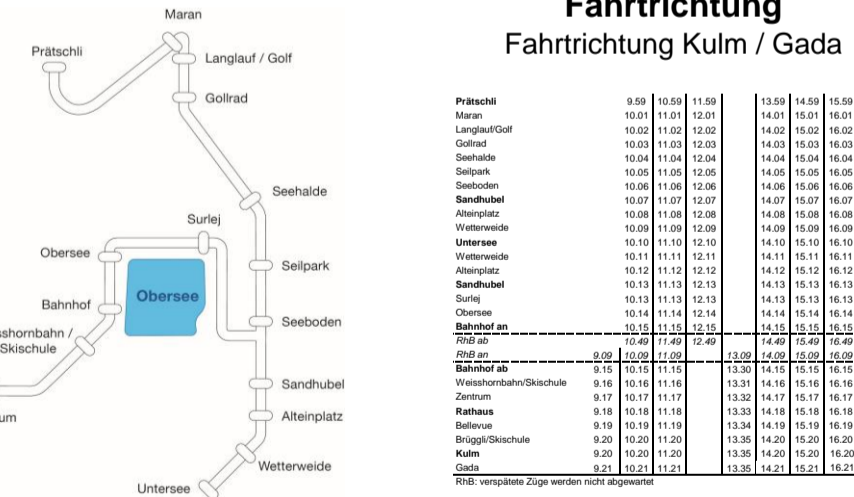 Maran
Prätschli
Langlauf / Golf
Gollrad
Seehalde
Surlej
Obersee
Seilpark
Obersee
Bahnhof
Seeboden
sshornbahn /
Skischule
Sandhubel
um
Alteinplatz
Wetterweide
Untersee
Fahrtrichtung
Fahrtrichtung Kulm / Gada
Prätschli 9.59 10.59 11.59 13.59 14.59 15.59
Maran 10.01 11.01 12.01 14.01 15.01 16.01
Langlauf/Golf 10.02 11.02 12.02 14.02 15.02 16.02
Gollrad 10.03 11.03 12.03 14.03 15.03 16.03
Seehalde 10.04 11.04 12.04 14.04 15.04 16.04
Seilpark 10.05 11.05 12.05 14.05 15.05 16.05
Seeboden 10.06 11.06 12.06 14.06 15.06 16.06
Sandhubel 10.07 11.07 12.07 14.07 15.07 16.07
Alteinplatz 10.08 11.08 12.08 14.08 15.08 16.08
Wetterweide 10.09 11.09 12.09 14.09 15.09 16.09
Untersee 10.10 11.10 12.10 14.10 15.10 16.10
Wetterweide 10.11 11.11 12.11 14.11 15.11 16.11
Alteinplatz 10.12 11.12 12.12 14.12 15.12 16.12
Sandhubel 10.13 11.13 12.13 14.13 15.13 16.13
Surlej 10.13 11.13 12.13 14.13 15.13 16.13
Obersee 10.14 11.14 12.14 14.14 15.14 16.14
Bahnhof an 10.15 11.15 12.15 14.15 15.15 16.15
RhB ab 10.49 11.49 12.49 14.49 15.49 16.49
RhB an 9.09 10.09 11.09 13.09 14.09 15.09 16.09
Bahnhof ab 9.15 10.15 11.15 13.30 14.15 15.15 16.15
Weisshornbahn/Skischule 9.16 10.16 11.16 13.31 14.16 15.16 16.16
Zentrum 9.17 10.17 11.17 13.32 14.17 15.17 16.17
Rathaus 9.18 10.18 11.18 13.33 14.18 15.18 16.18
Bellevue 9.19 10.19 11.19 13.34 14.19 15.19 16.19
Brüggli/Skischule 9.20 10.20 11.20 13.35 14.20 15.20 16.20
Kulm 9.20 10.20 11.20 13.35 14.20 15.20 16.20
Gada 9.21 10.21 11.21 13.35 14.21 15.21 16.21
RhB: verspätete Züge werden nicht abgewartet